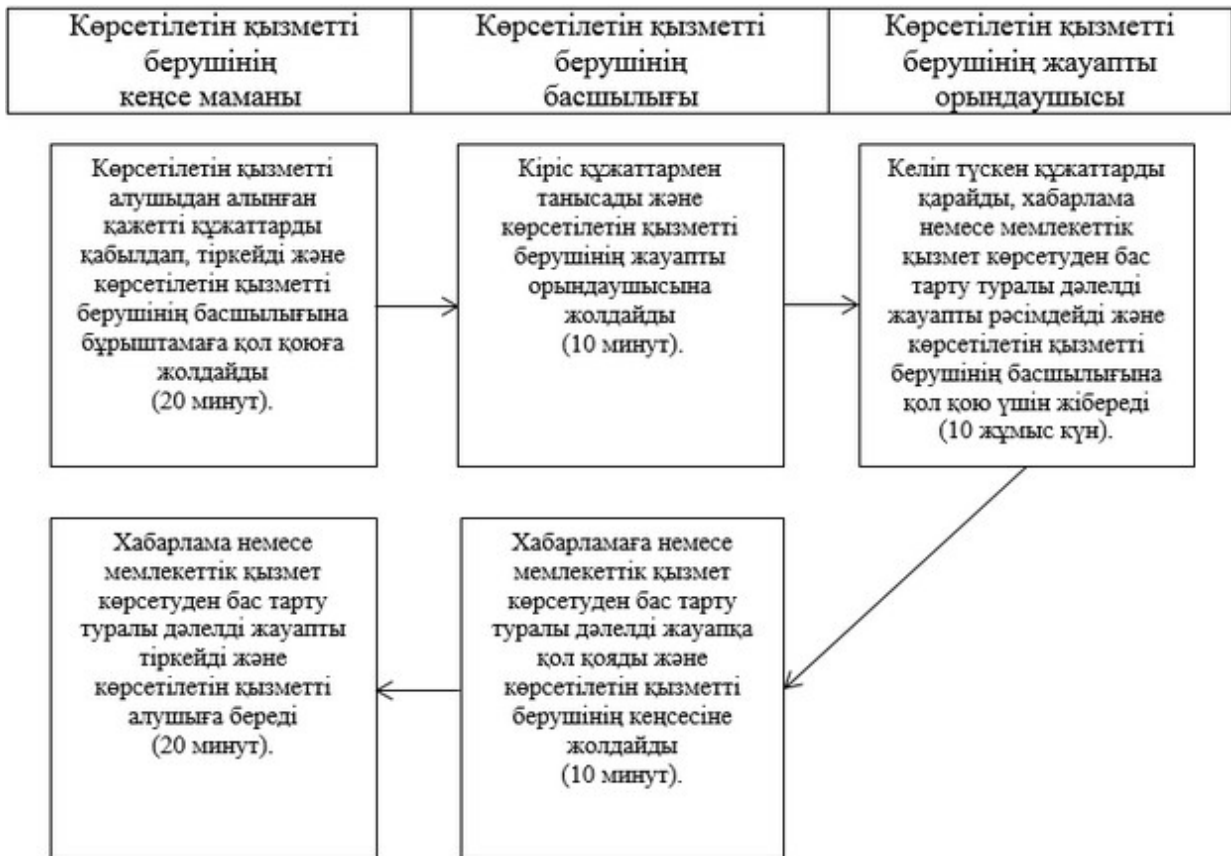 Көрсетілетін қызметті
берушінің
кеңсе маманы
Көрсетілетін қызметті
берушінің
басшылығы
Көрсетілетін қызметті
берушінің жауапты
орындаушысы
Көрсетілетін қызметті
алушыдан алынған
қажетті құжаттарды
қабылдап, тіркейді және
көрсетілетін қызметті
берушінің басшылығына
бұрыштамаға қол қоюға
жолдайды
(20 минут).
Кіріс құжаттармен
танысады және
көрсетілетін қызметті
берушінің жауапты
орындаушысына
жолдайды
(10 минут).
Келіп түскен құжаттарды
қарайды, хабарлама
немесе мемлекеттік
қызмет көрсетуден бас
тарту туралы дәлелді
жауапты рәсімдейді және
көрсетілетін қызметті
берушінің басшылығына
қол қою үшін жібереді
(10 жұмыс күн).
Хабарлама немесе
мемлекеттік қызмет
көрсетуден бас тарту
туралы дәлелді жауапты
тіркейді және
көрсетілетін қызметті
алушыға береді
(20 минут).
Хабарламаға немесе
мемлекеттік қызмет
көрсетуден бас тарту
туралы дәлелді жауапқа
қол қояды және
көрсетілетін қызметті
берушінің кеңсесіне
жолдайды
(10 минут).